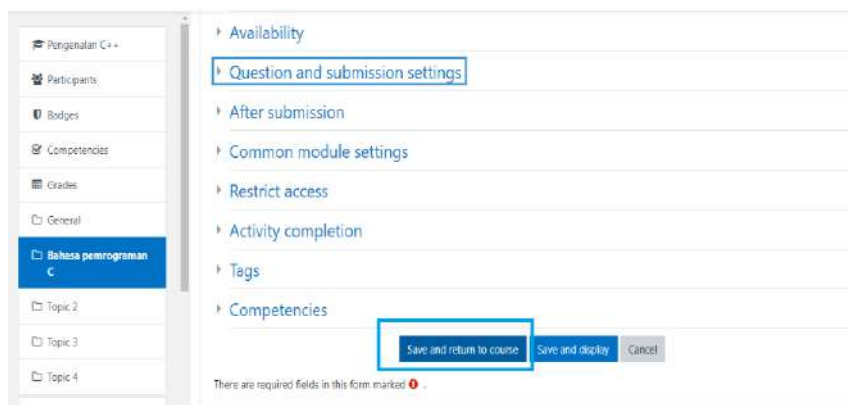 Pengenalan C++
Participants
Badges
Competencies
Grades
General
Bahasa pemrograman
C
Topic 2
Topic 3
Topic 4
Availability
Question and submission settings
After submission
Common module settings
Restrict access
Activity completion
Tags
Competencies
Save and return to course Save and display Cancel
There are required fields in this form marked .